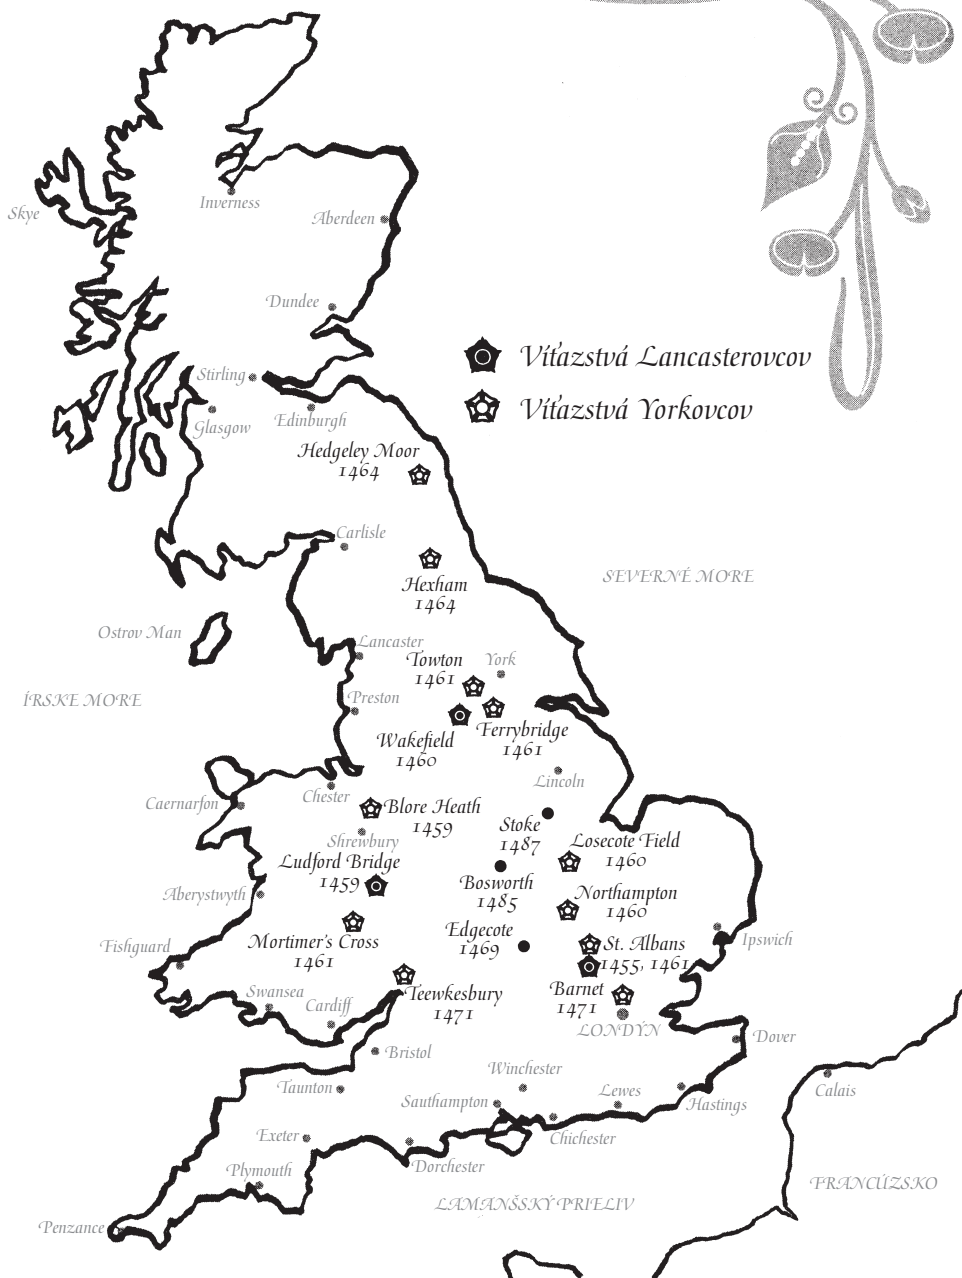 Inverness
Skye
Aberdeen
Dundee
Víťazstvá Lancasterovcov
Stirling
Víťazstvá Yorkovcov
Edinburgh
Glasgow
Hedgeley Moor
1464
Carlisle
SEVERNÉ MORE
Hexham
1464
Ostrov Man
Lancaster
Towton
1461
York
ÍRSKE MORE
Preston
Ferrybridge
1461
Wakefield
1460
Lincoln
Chester
Caernarfon
Blore Heath
1459
Stoke
1487
Shrewbury
Losecote Field
1460
Ludford Bridge
1459
Bosworth
1485
Northampton
1460
Aberystwyth
Edgecote
1469
Mortimer's Cross
1461
Ipswich
St. Albans
1455, 1461
Fishguard
Swansea
Cardiff
Teewkesbury
1471
Barnet
1471
LONDÝN
Dover
Bristol
Winchester
Taunton
Sauthampton
Lewes
Hastings
Calais
Exeter
Chichester
Dorchester
Plymouth
FRANCÚZSKO
LAMANŠSKÝ PRIELIV
Penzance